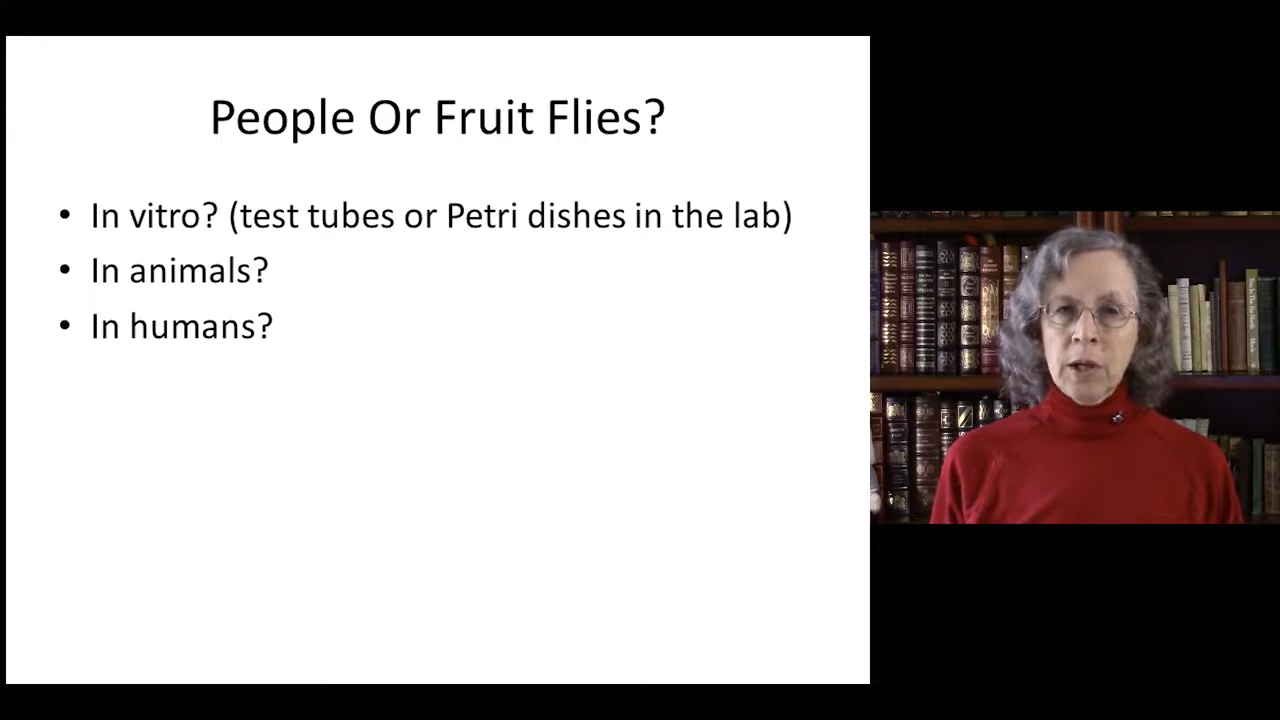 People Or Fruit Flies?
• In vitro? (test tubes or Petri dishes in the lab)
• In animals?
• In humans?